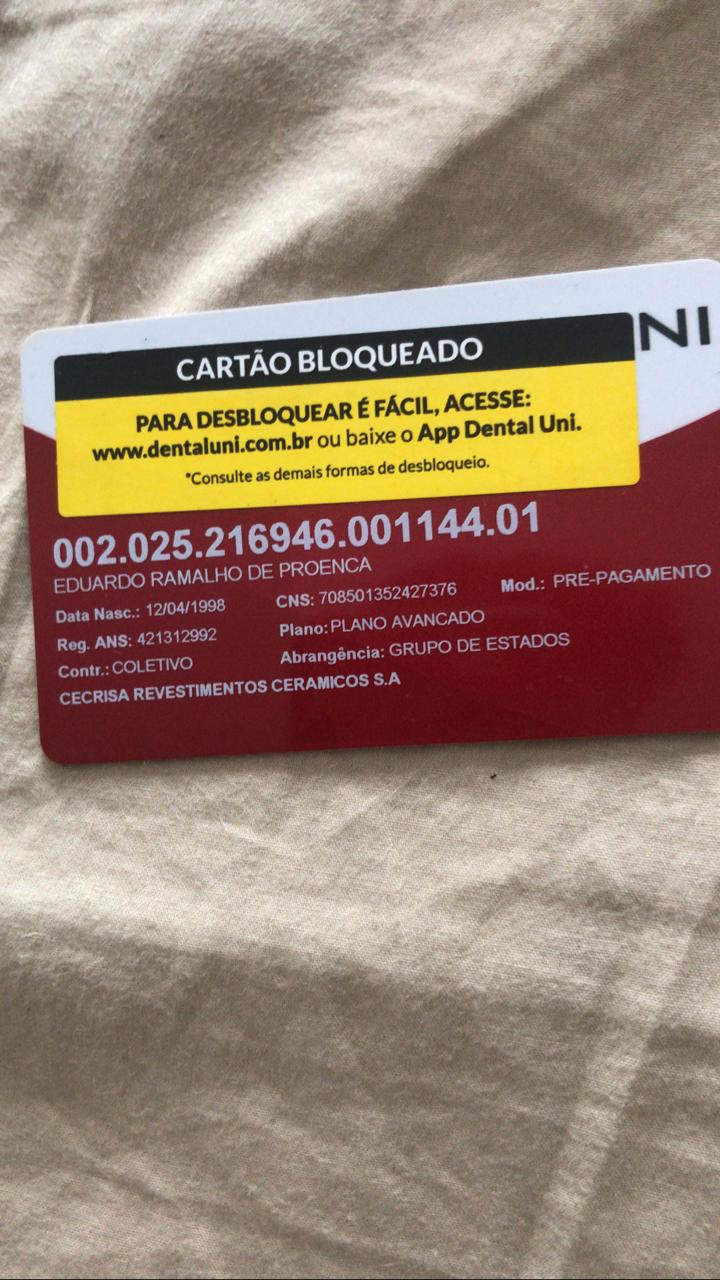 NI
CARTÃO BLOQUEADO
PARA DESBLOQUEAR É FÁCIL, ACESSE:
www.dentaluni.com.br ou baixe o App Dental Uni.
*Consulte as demais formas de desbloqueio.
002.025.216946.001144.01
EDUARDO RAMALHO DE PROENCA
Data Nasc.: 12/04/1998 CNS: 708501352427376 Mod.: PRE-PAGAMENTO
Reg. ANS: 421312992 Plano: PLANO AVANCADO
Contr.: COLETIVO Abrangência: GRUPO DE ESTADOS
CECRISA REVESTIMENTOS CERAMICOS S.A